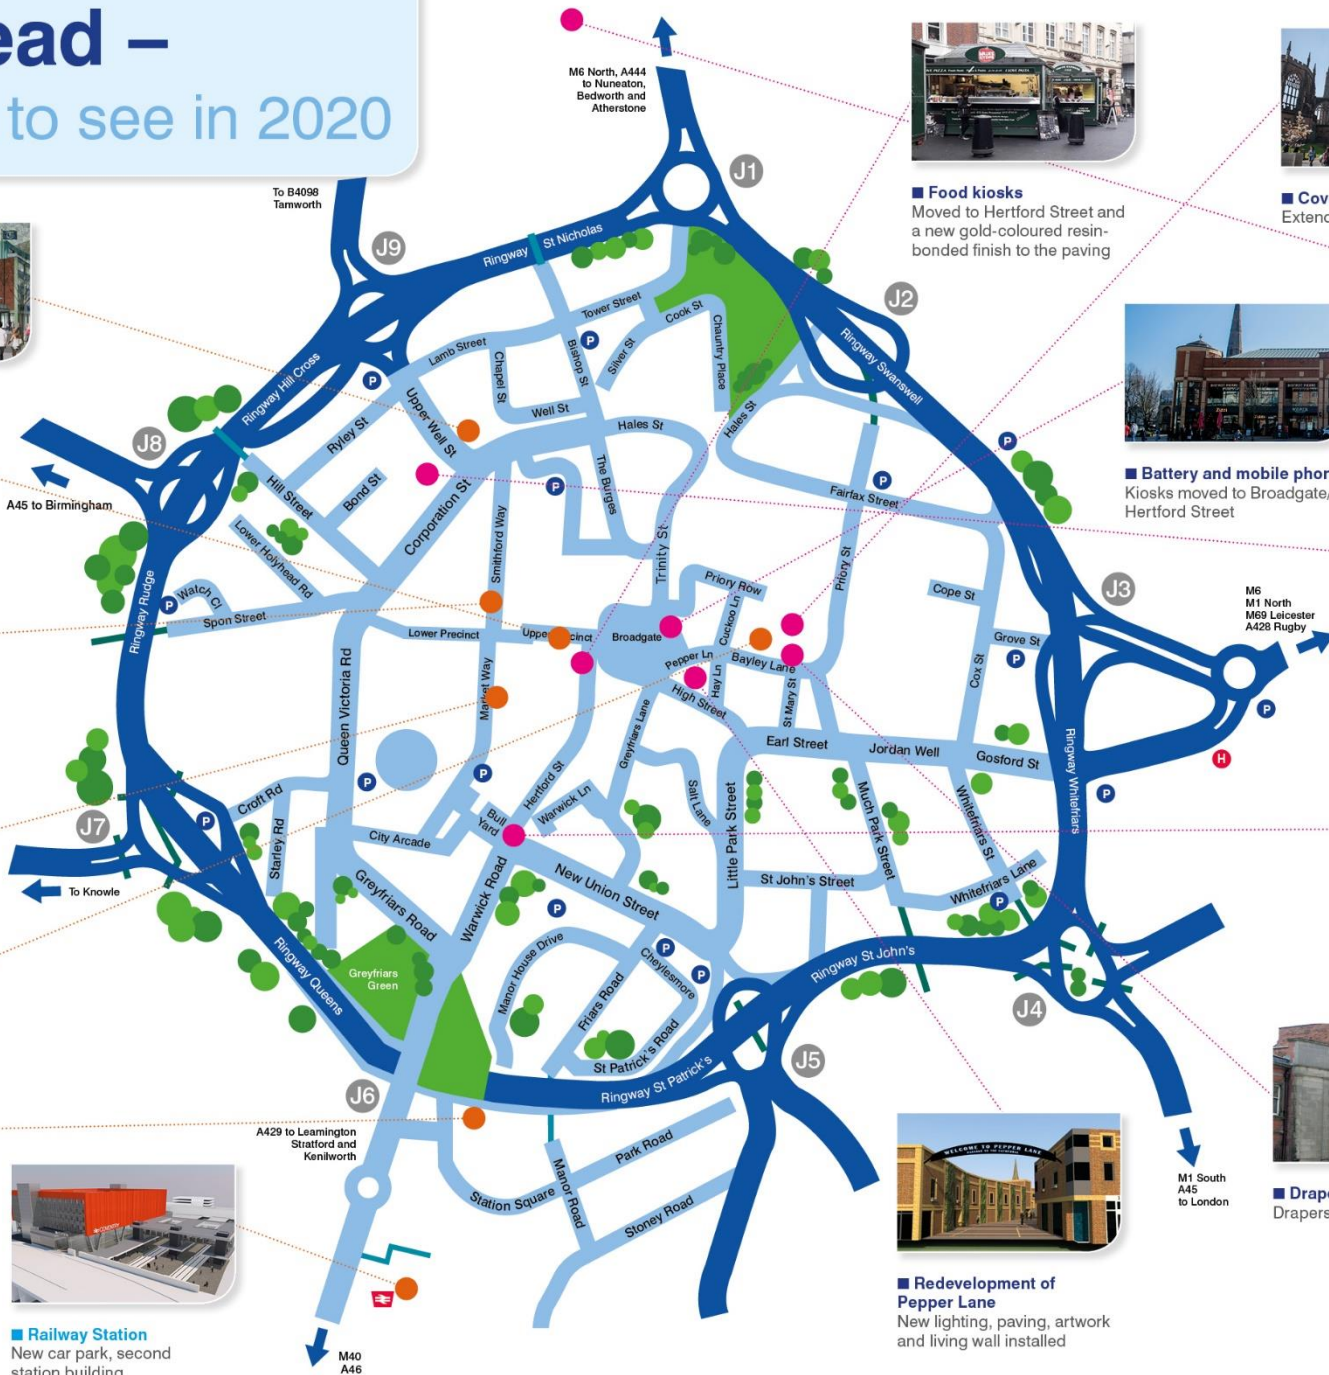 ead –
to see in 2020
M6 North, A444
to Nuneaton,
Bedworth and
Atherstone
J1
To B4098
Tamworth
J9
Ringway St Nicholas
J2
Ringway Swanswell
■ Food kiosks
Moved to Hertford Street and
a new gold-coloured resin-
bonded finish to the paving
■ Cov
Extend
Tower Street
Cook St
Lamb Street
Bishop St
P
Silver St
Chauntry Place
Chapel St
Ringway Hill Cross
P
Well St
Upper Well St
Hales St
Hales St
Ryley St
J8
A45 to Birmingham
Hill Street
Bond St
Corporation St
The Burges
P
P
P
Fairfax Street
■ Battery and mobile phon
Kiosks moved to Broadgate/
Hertford Street
Lower Holyhead Rd
Smithford Way
Trinity St
Priory St
Priory Row
Cope St
J3
M6
M1 North
M69 Leicester
A428 Rugby
Ringway Rudge
Watch Cl
P
Spon Street
Lower Precinct
Upper cinct
Broadgate
Cuckoo Ln
Grove St
P
Pepper Ln
Bayley Lane
Hay Ln
St Mary St
Cox St
High Street
P
Queen Victoria Rd
Market Way
Greyfriars Lane
Earl Street
Jordan Well
Gosford St
Ringway Whitefriars
H
P
P
P
Hertford St
Croft Rd
Salt Lane
Little Park Street
Much Park Street
Whitefriars St
J7
P
Starley Rd
City Arcade
Bull
Yard
Warwick Ln
To Knowle
Greyfriars Road
Warwick Road
New Union Street
St John's Street
Whitefriars Lane
P
P
Manor House Drive
P
Cheylesmore
P
Ringway St John's
Ringway Queens
Greyfriars
Green
Friars Road
St Patrick's Road
J4
J5
Ringway St Patrick's
J6
A429 to Leamington
Stratford and
Kenilworth
Park Road
Station Square
Manor Road
Stoney Road
WELCOME TO PEPPER LANE
M1 South
A45
to London
■ Drape
Drapers
■ Redevelopment of
Pepper Lane
New lighting, paving, artwork
and living wall installed
COVENTRY
■ Railway Station
New car park, second
station building
M40
A46